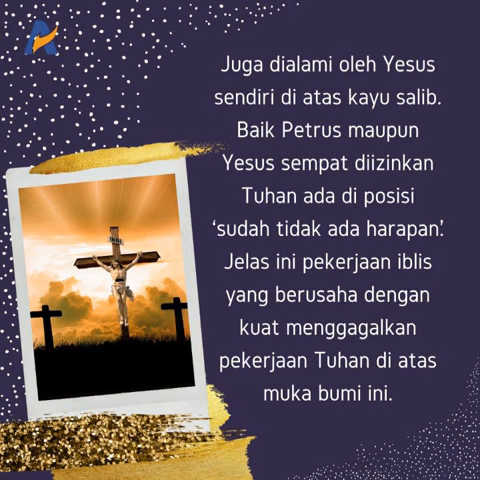 Juga dialami oleh Yesus
sendiri di atas kayu salib.
Baik Petrus maupun
Yesus sempat diizinkan
Tuhan ada di posisi
‘sudah tidak ada harapan’.
Jelas ini pekerjaan iblis
yang berusaha dengan
kuat menggagalkan
pekerjaan Tuhan di atas
muka bumi ini.